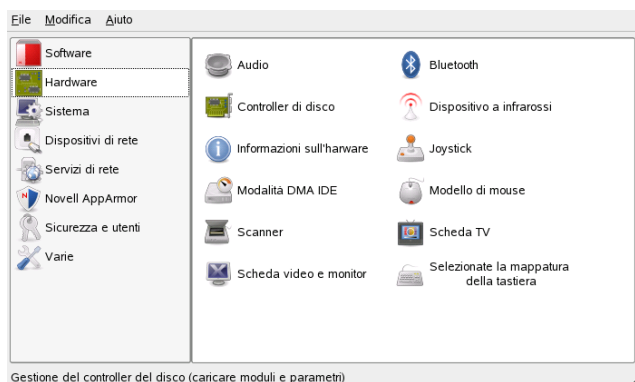 File Modifica Aiuto
Software
Hardware
Sistema
Dispositivi di rete
Servizi di rete
Novell AppArmor
Sicurezza e utenti
Varie
Audio
Bluetooth
Controller di disco
Dispositivo a infrarossi
Informazioni sull'harware
Joystick
Modalità DMA IDE
Modello di mouse
Scanner
Scheda TV
Scheda video e monitor
Selezionate la mappatura
della tastiera
Gestione del controller del disco (caricare moduli e parametri)